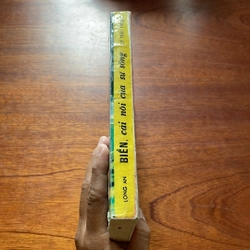 BIỂN, cái nôi của sự sống
LONG AN